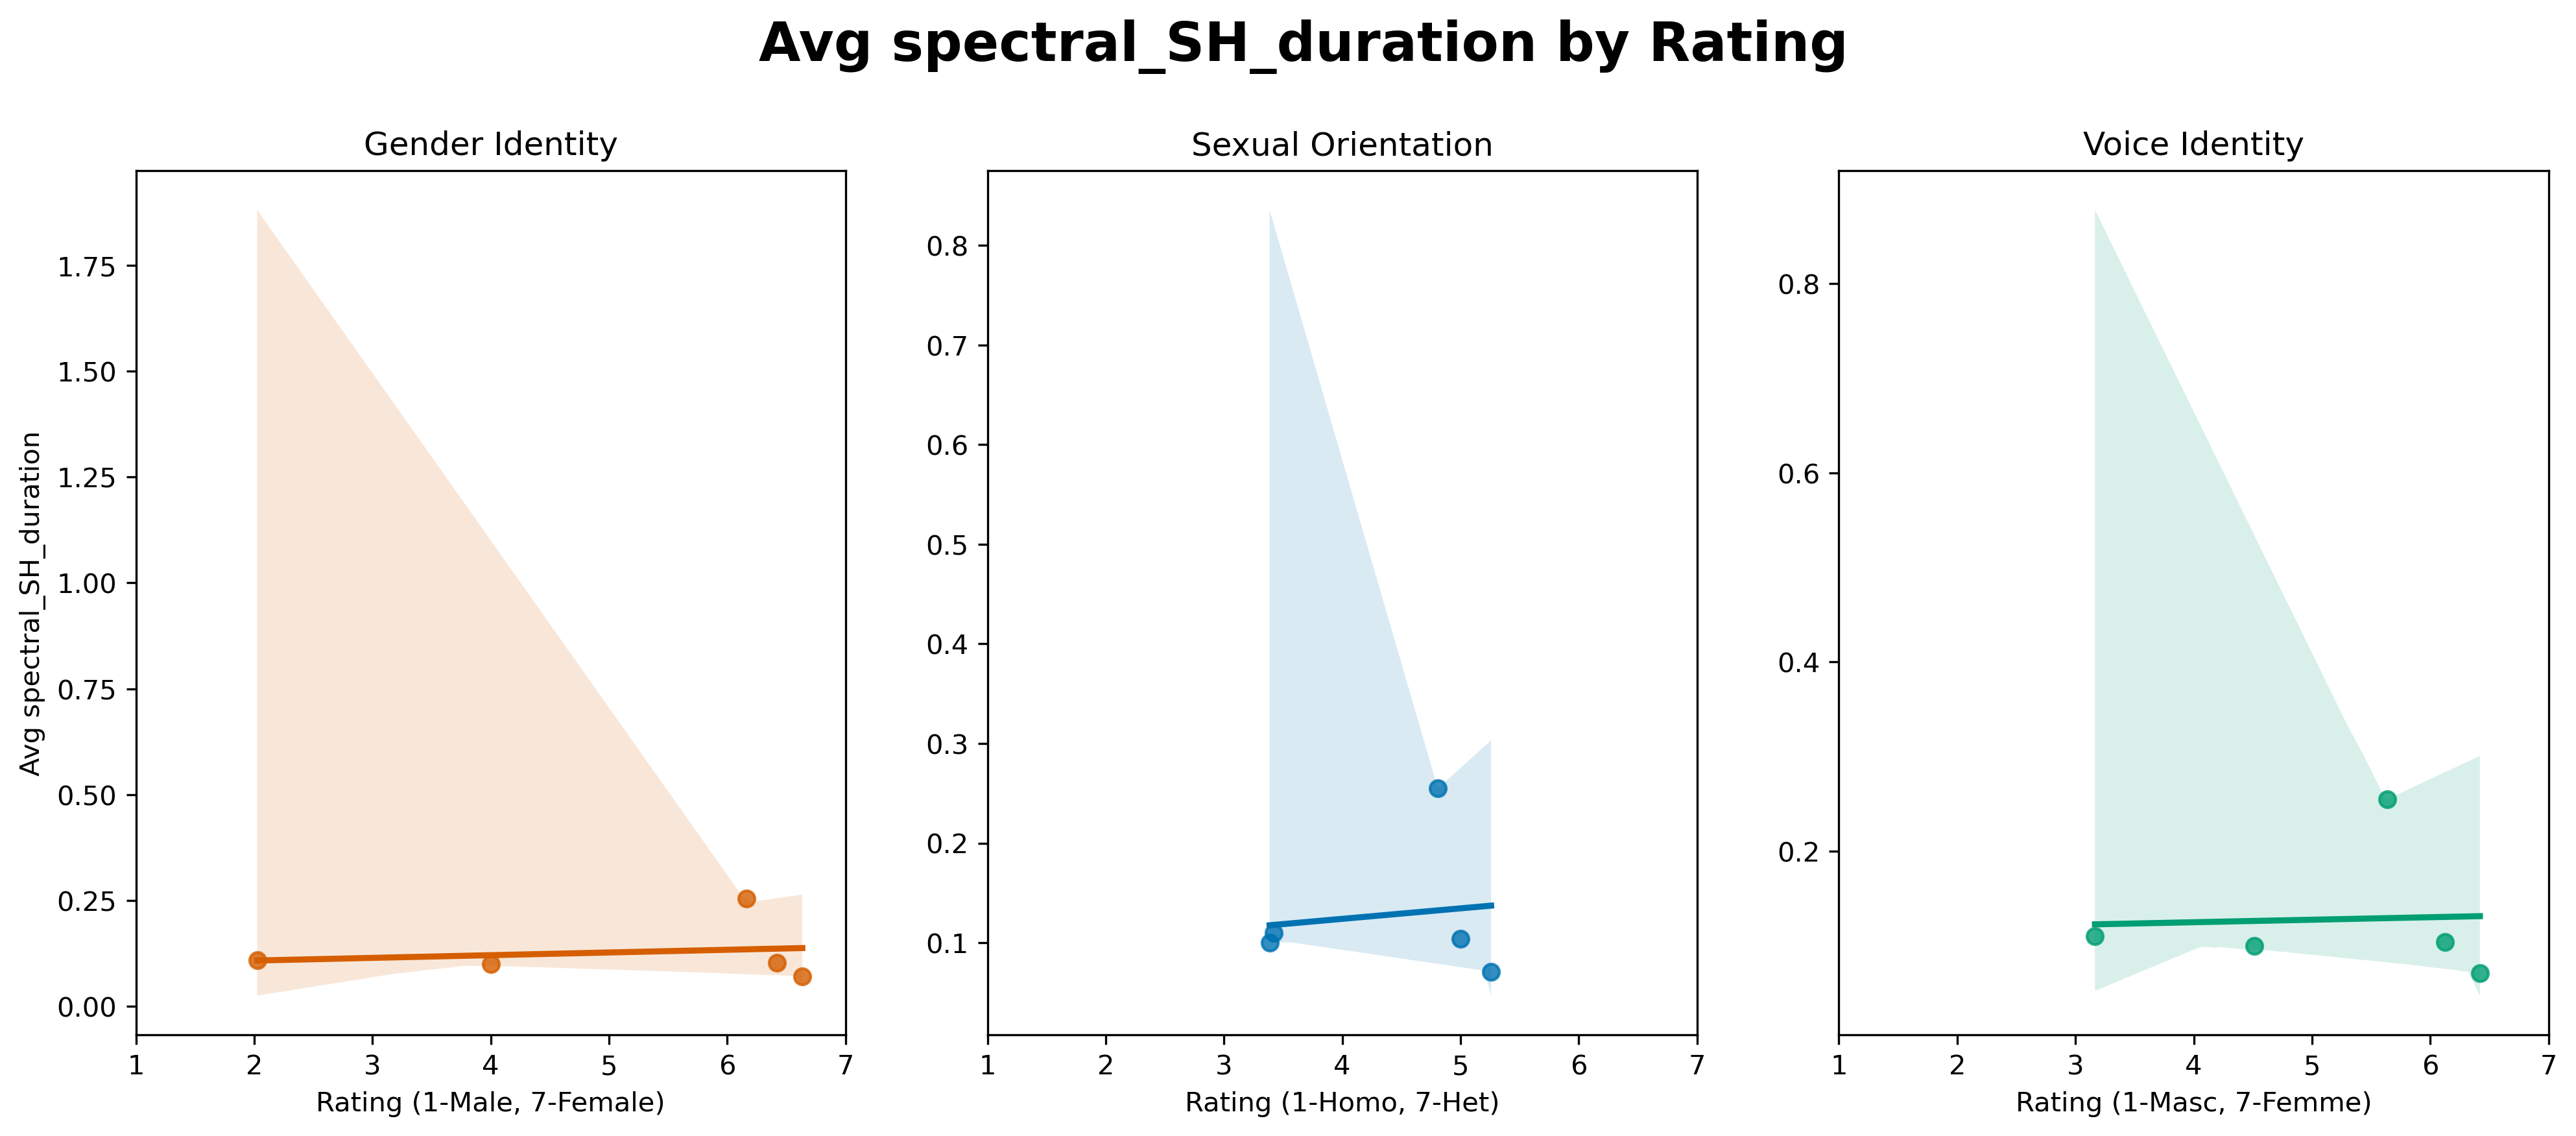 Avg spectral_SH_duration by Rating
Gender Identity
Avg spectral_SH_duration
1.75
1.50
1.25
1.00
0.75
0.50
0.25
0.00
1 2 3 4 5 6 7
Rating (1-Male, 7-Female)
Sexual Orientation
0.8
0.7
0.6
0.5
0.4
0.3
0.2
0.1
1 2 3 4 5 6 7
Rating (1-Homo, 7-Het)
Voice Identity
0.8
0.6
0.4
0.2
1 2 3 4 5 6 7
Rating (1-Masc, 7-Femme)